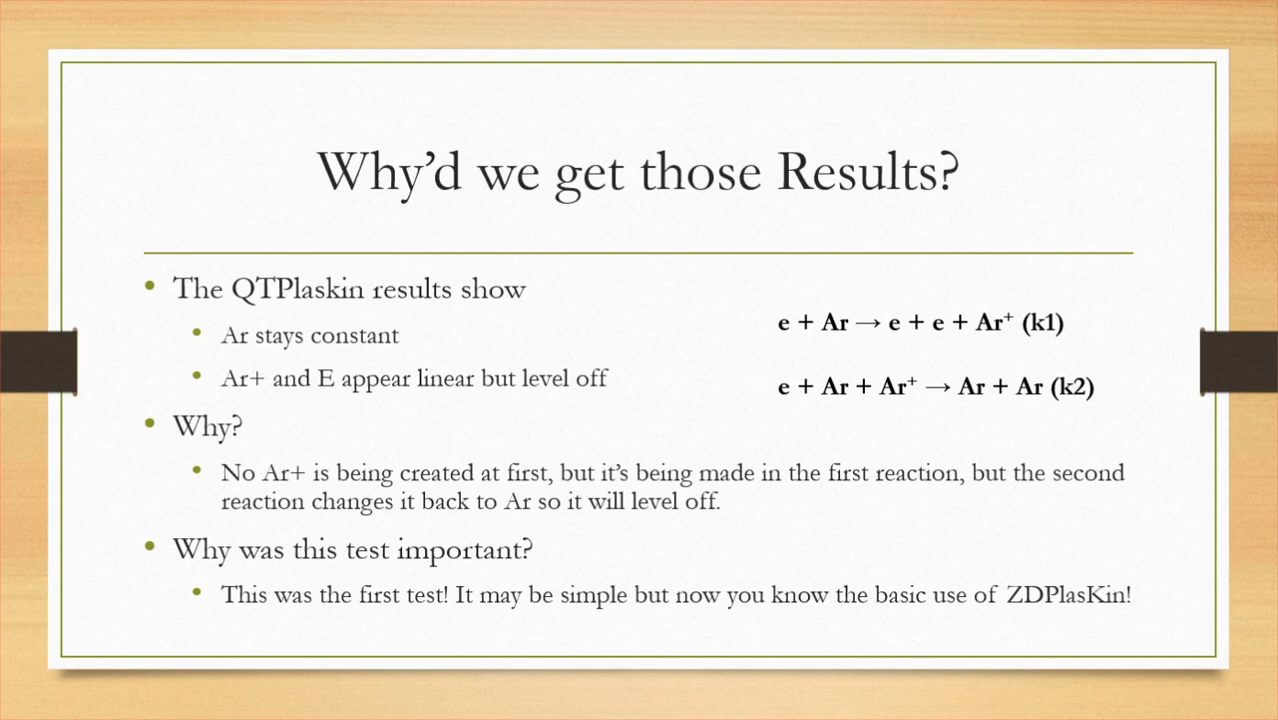 Why’d we get those Results?
• The QTPlaskin results show
• Ar stays constant
• Ar+ and E appear linear but level off
e + Ar → e + e + Ar⁺ (k1)
e + Ar + Ar⁺ → Ar + Ar (k2)
• Why?
• No Ar+ is being created at first, but it’s being made in the first reaction, but the second
reaction changes it back to Ar so it will level off.
• Why was this test important?
• This was the first test! It may be simple but now you know the basic use of ZDPlasKin!